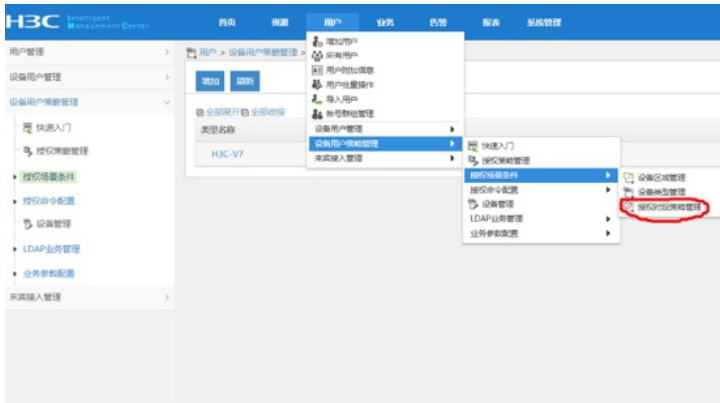 H3C Intelligent Management Center
首页 资源 用户 业务 告警 报表 系统管理
用户管理
设备用户管理
设备用户策略管理
快速入门
授权策略管理
授权场景条件
授权命令配置
设备管理
LDAP业务管理
业务参数配置
来宾接入管理
用户 > 设备用户策略管理 >
增加 刷新
全部展开 全部收缩
类型名称
H3C-V7
增加用户
所有用户
用户附加信息
用户批量操作
导入用户
帐号群组管理
设备用户管理
设备用户策略管理
来宾接入管理
快速入门
授权策略管理
授权场景条件
授权命令配置
设备管理
LDAP业务管理
业务参数配置
设备区域管理
设备类型管理
授权时段策略管理